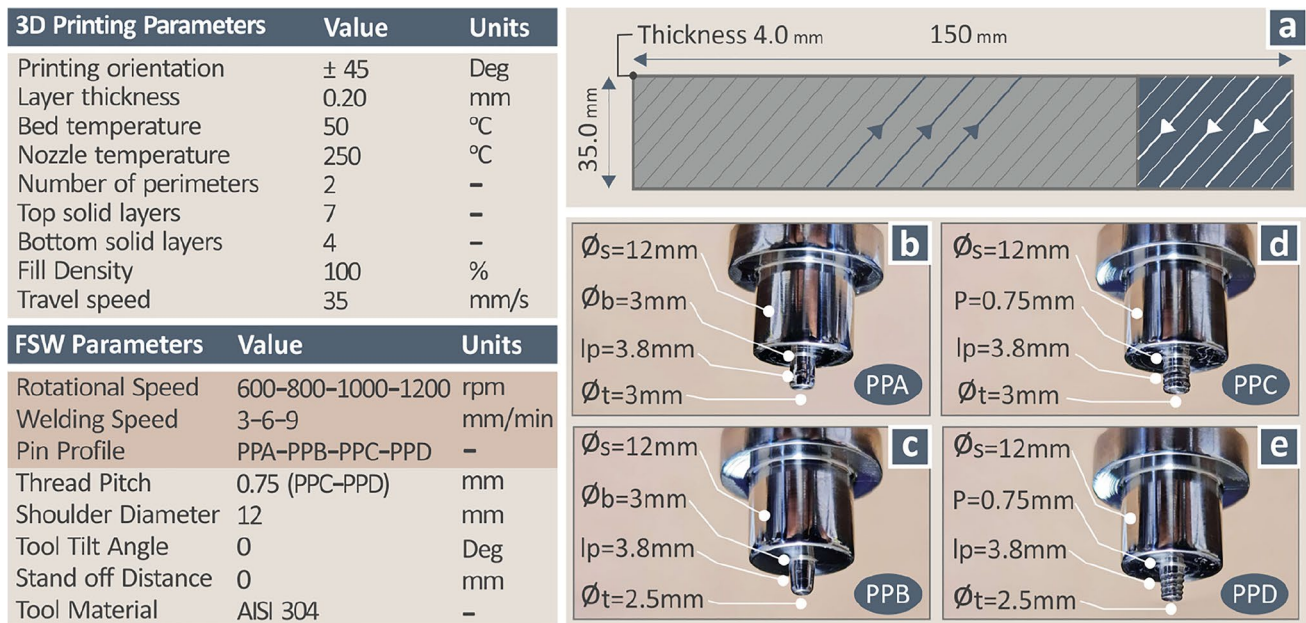 3D Printing Parameters Value Units
Printing orientation ± 45 Deg
Layer thickness 0.20 mm
Bed temperature 50 °C
Nozzle temperature 250 °C
Number of perimeters 2 –
Top solid layers 7 –
Bottom solid layers 4 –
Fill Density 100 %
Travel speed 35 mm/s
FSW Parameters Value Units
Rotational Speed 600–800–1000–1200 rpm
Welding Speed 3–6–9 mm/min
Pin Profile PPA–PPB–PPC–PPD –
Thread Pitch 0.75 (PPC–PPD) mm
Shoulder Diameter 12 mm
Tool Tilt Angle 0 Deg
Stand off Distance 0 mm
Tool Material AISI 304 –
a
Thickness 4.0 mm 150 mm
35.0 mm
b
Øs=12mm
Øb=3mm
lp=3.8mm
Øt=3mm
PPA
d
Øs=12mm
P=0.75mm
lp=3.8mm
Øt=3mm
PPC
c
Øs=12mm
Øb=3mm
lp=3.8mm
Øt=2.5mm
PPB
e
Øs=12mm
P=0.75mm
lp=3.8mm
Øt=2.5mm
PPD